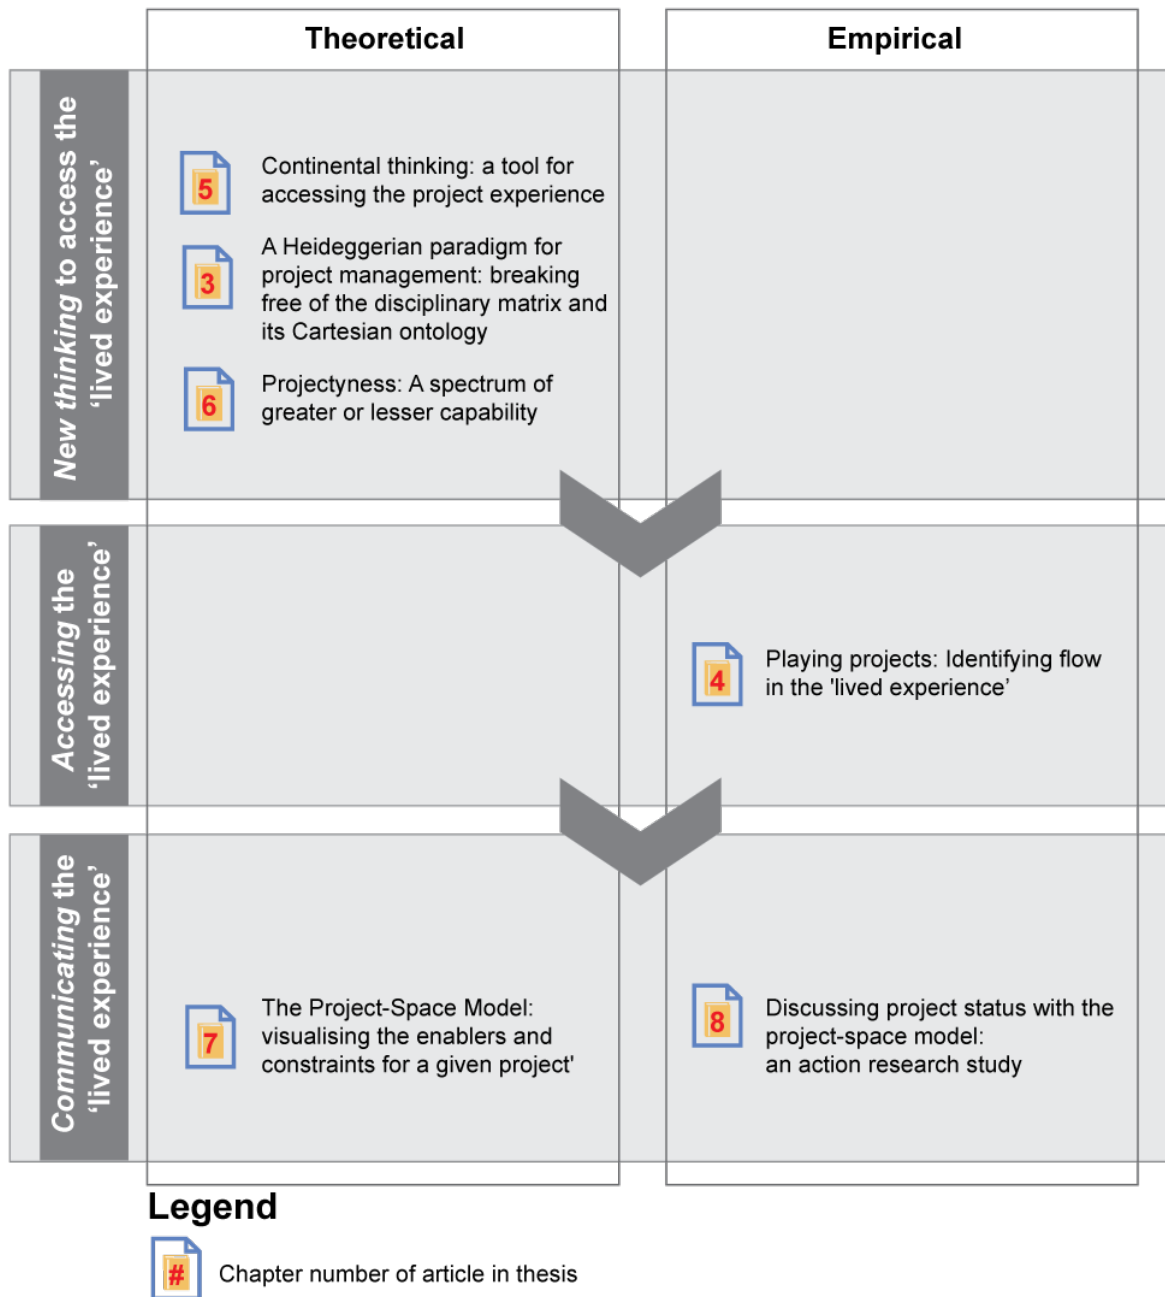 Theoretical
Empirical
New thinking to access the
‘lived experience’
5
Continental thinking: a tool for
accessing the project experience
3
A Heideggerian paradigm for
project management: breaking
free of the disciplinary matrix and
its Cartesian ontology
6
Projectyness: A spectrum of
greater or lesser capability
Accessing the
‘lived experience’
4
Playing projects: Identifying flow
in the 'lived experience’
Communicating the
‘lived experience’
7
The Project-Space Model:
visualising the enablers and
constraints for a given project'
8
Discussing project status with the
project-space model:
an action research study
Legend
#
Chapter number of article in thesis